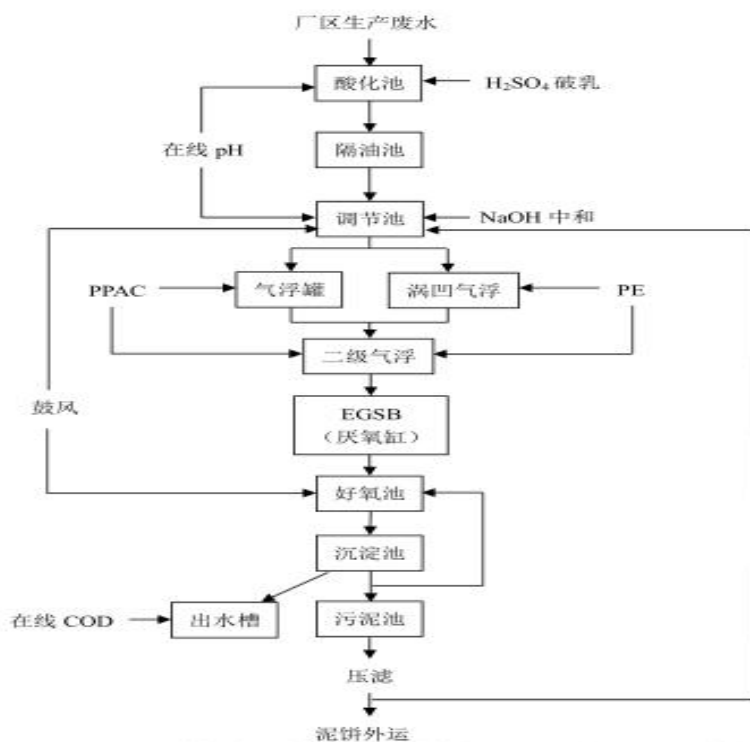 厂区生产废水
酸化池
H₂SO₄ 破乳
在线 pH
隔油池
调节池
NaOH 中和
PPAC
气浮罐
涡凹气浮
PE
二级气浮
鼓风
EGSB
（厌氧缸）
好氧池
沉淀池
在线 COD
出水槽
污泥池
压滤
泥饼外运